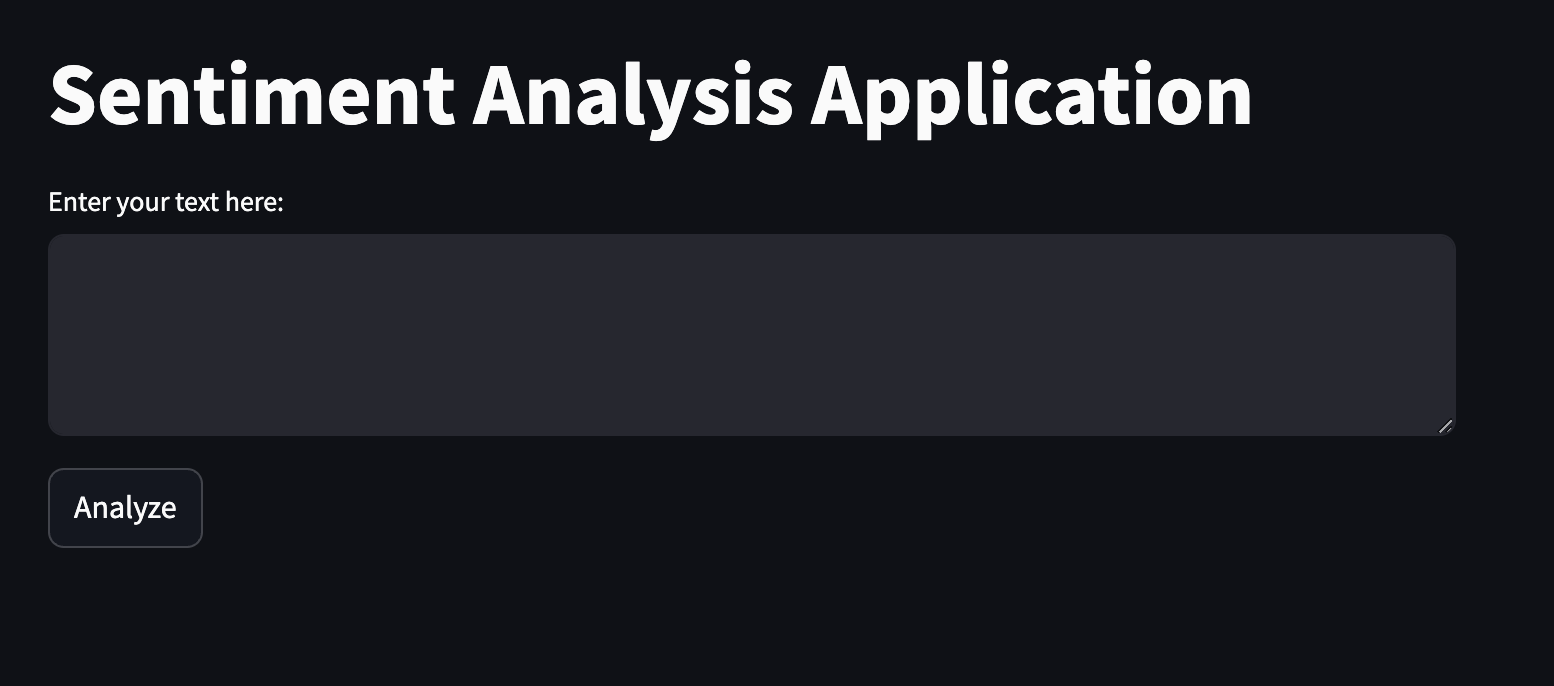 Sentiment Analysis Application
Enter your text here:
Analyze